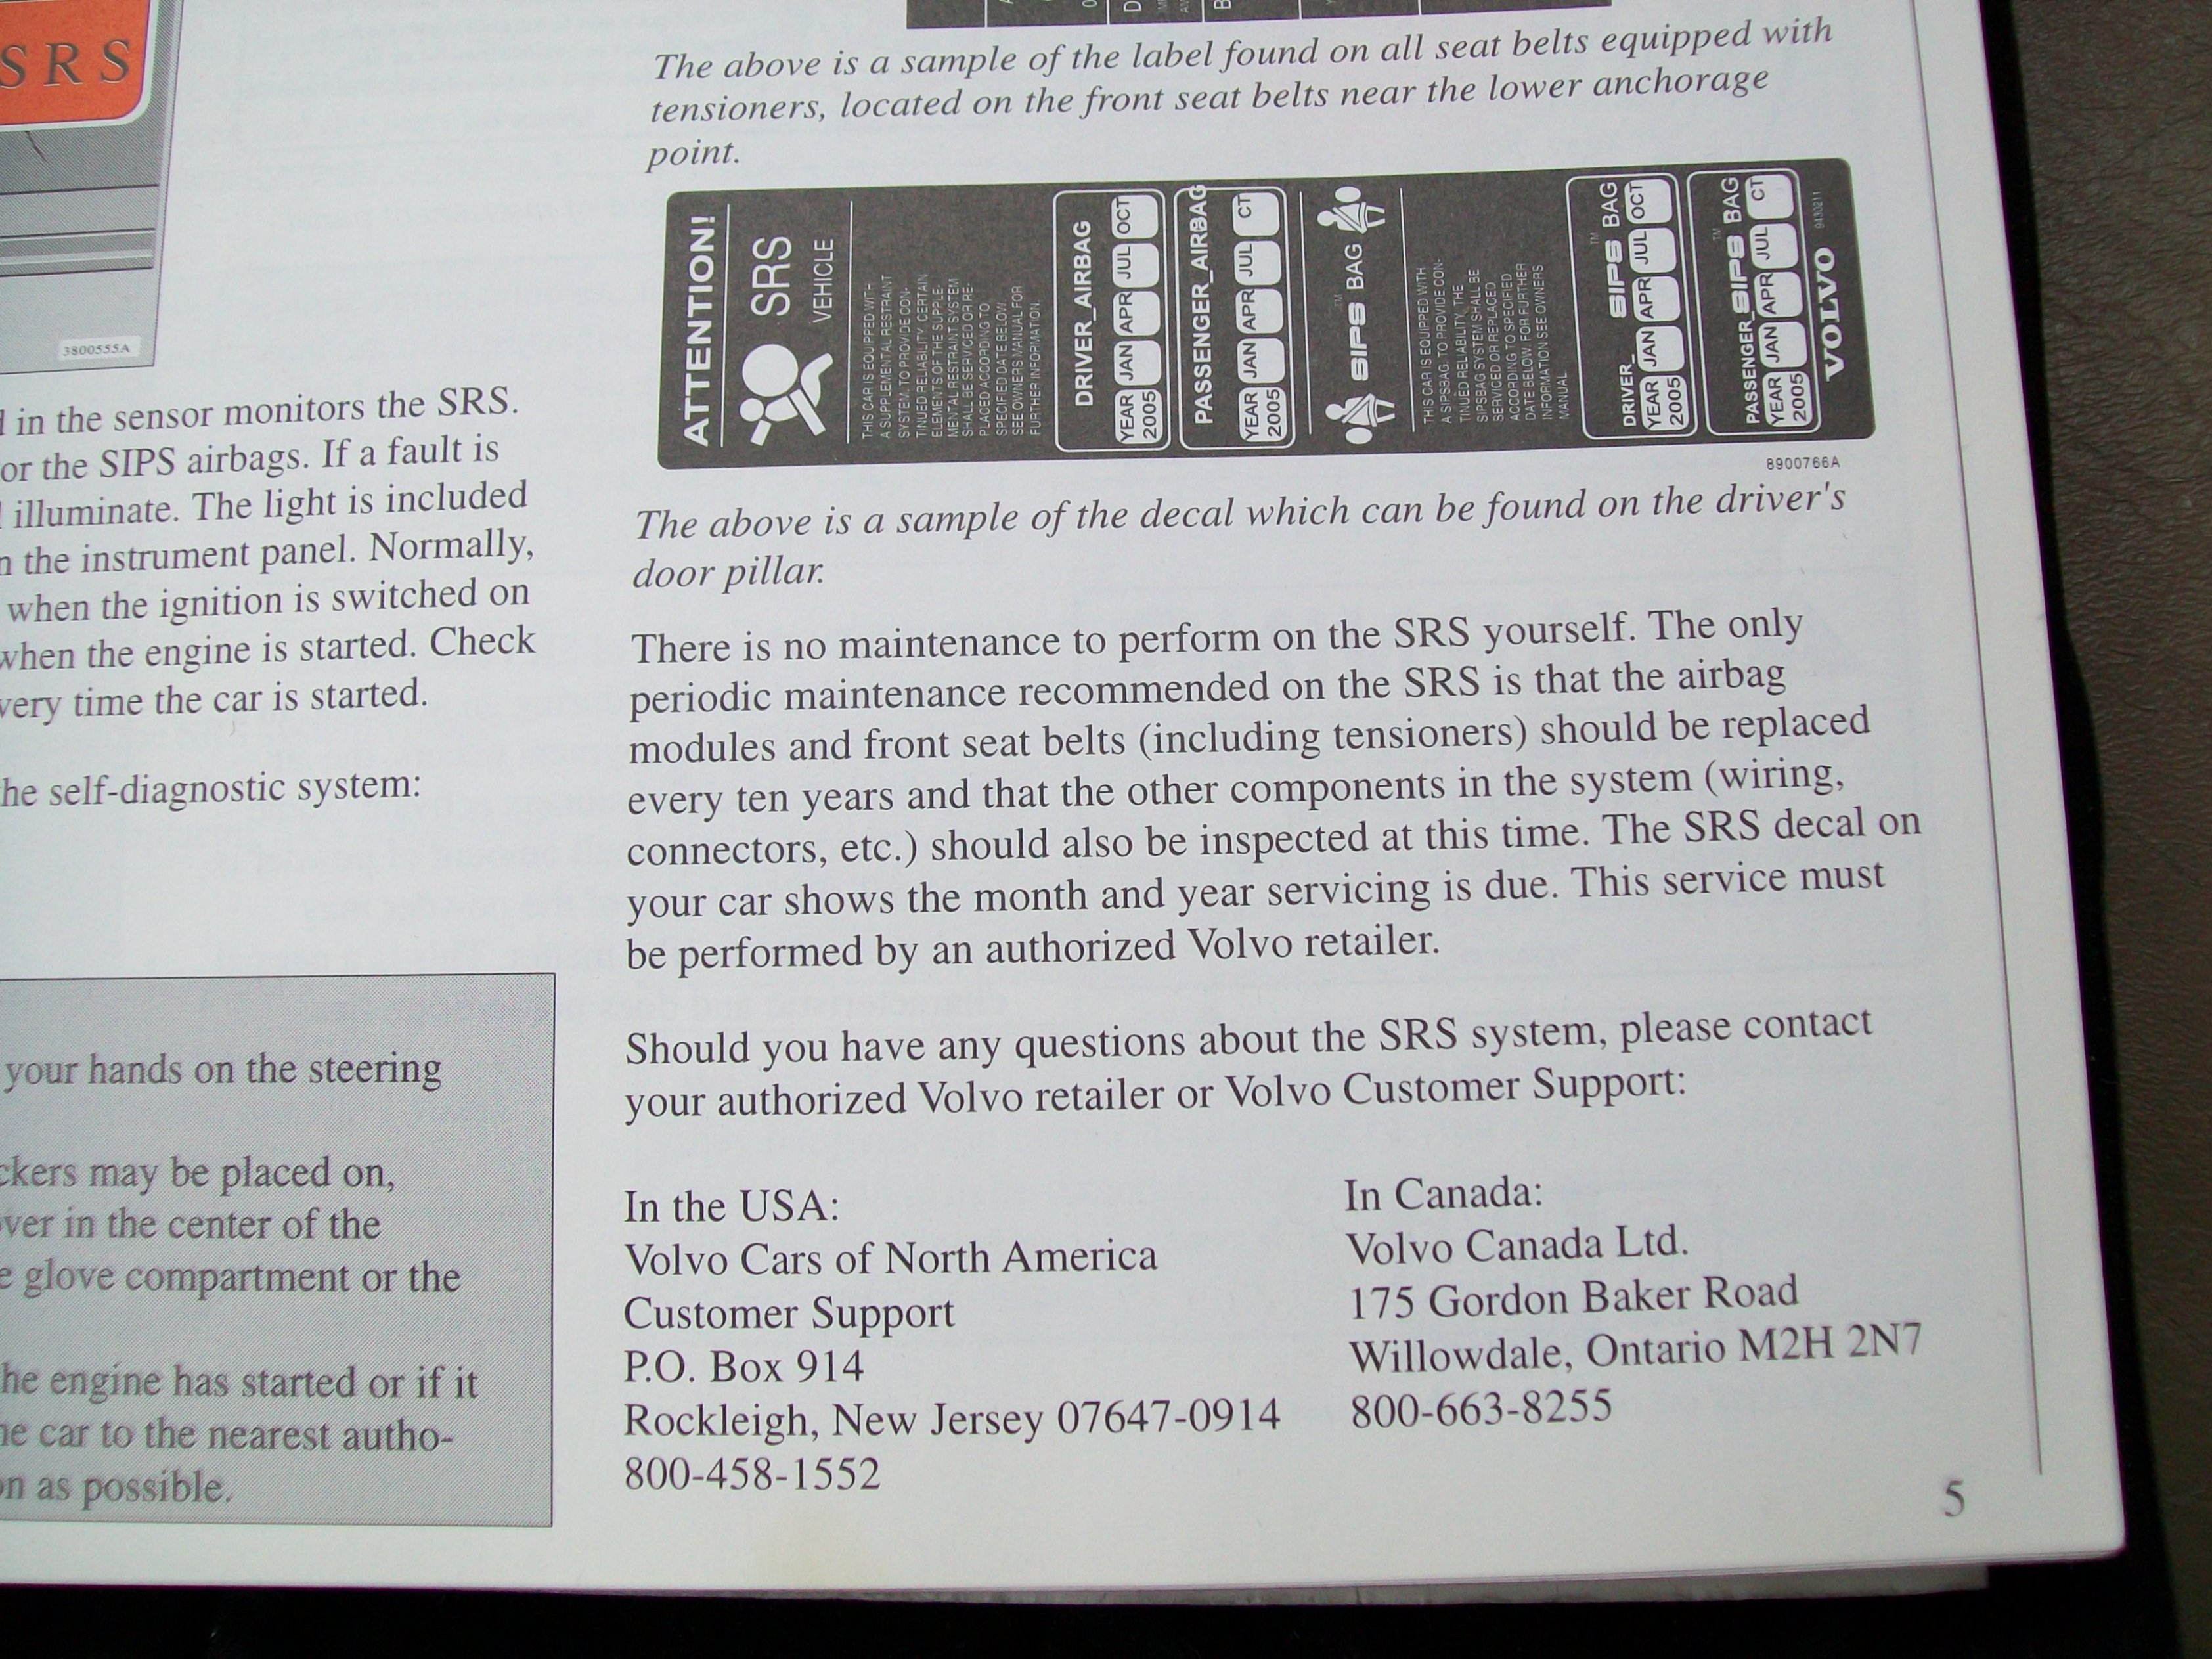 SRS
3800555A
in the sensor monitors the SRS.
or the SIPS airbags. If a fault is
illuminate. The light is included
the instrument panel. Normally,
when the ignition is switched on
when the engine is started. Check
very time the car is started.
he self-diagnostic system:
your hands on the steering
ckers may be placed on,
ver in the center of the
e glove compartment or the
he engine has started or if it
he car to the nearest autho-
n as possible.
The above is a sample of the label found on all seat belts equipped with
tensioners, located on the front seat belts near the lower anchorage
point.
ATTENTION!
SRS
VEHICLE
THIS CAR IS EQUIPPED WITH
A SUPPLEMENTAL RESTRAINT
SYSTEM. TO PROVIDE CON-
TINUED RELIABILITY, CERTAIN
ELEMENTS OF THE SUPPLE-
MENTAL RESTRAINT SYSTEM
SHALL BE SERVICED OR RE-
PLACED ACCORDING TO
SPECIFIED DATE BELOW.
SEE OWNERS MANUAL FOR
FURTHER INFORMATION.
DRIVER_AIRBAG
YEAR JAN APR JUL OCT
2005
PASSENGER_AIRBAG
YEAR JAN APR JUL CT
2005
SIPS™ BAG
THIS CAR IS EQUIPPED WITH
A SIPSBAG. TO PROVIDE CON-
TINUED RELIABILITY, THE
SIPSBAG SYSTEM SHALL BE
SERVICED OR REPLACED
ACCORDING TO SPECIFIED
DATE BELOW. FOR FURTHER
INFORMATION SEE OWNERS
MANUAL.
DRIVER_ SIPS™ BAG
YEAR JAN APR JUL OCT
2005
PASSENGER_SIPS™ BAG
YEAR JAN APR JUL CT
2005
VOLVO
8900766A
The above is a sample of the decal which can be found on the driver's
door pillar.
There is no maintenance to perform on the SRS yourself. The only
periodic maintenance recommended on the SRS is that the airbag
modules and front seat belts (including tensioners) should be replaced
every ten years and that the other components in the system (wiring,
connectors, etc.) should also be inspected at this time. The SRS decal on
your car shows the month and year servicing is due. This service must
be performed by an authorized Volvo retailer.
Should you have any questions about the SRS system, please contact
your authorized Volvo retailer or Volvo Customer Support:
In the USA:
Volvo Cars of North America
Customer Support
P.O. Box 914
Rockleigh, New Jersey 07647-0914
800-458-1552
In Canada:
Volvo Canada Ltd.
175 Gordon Baker Road
Willowdale, Ontario M2H 2N7
800-663-8255
5